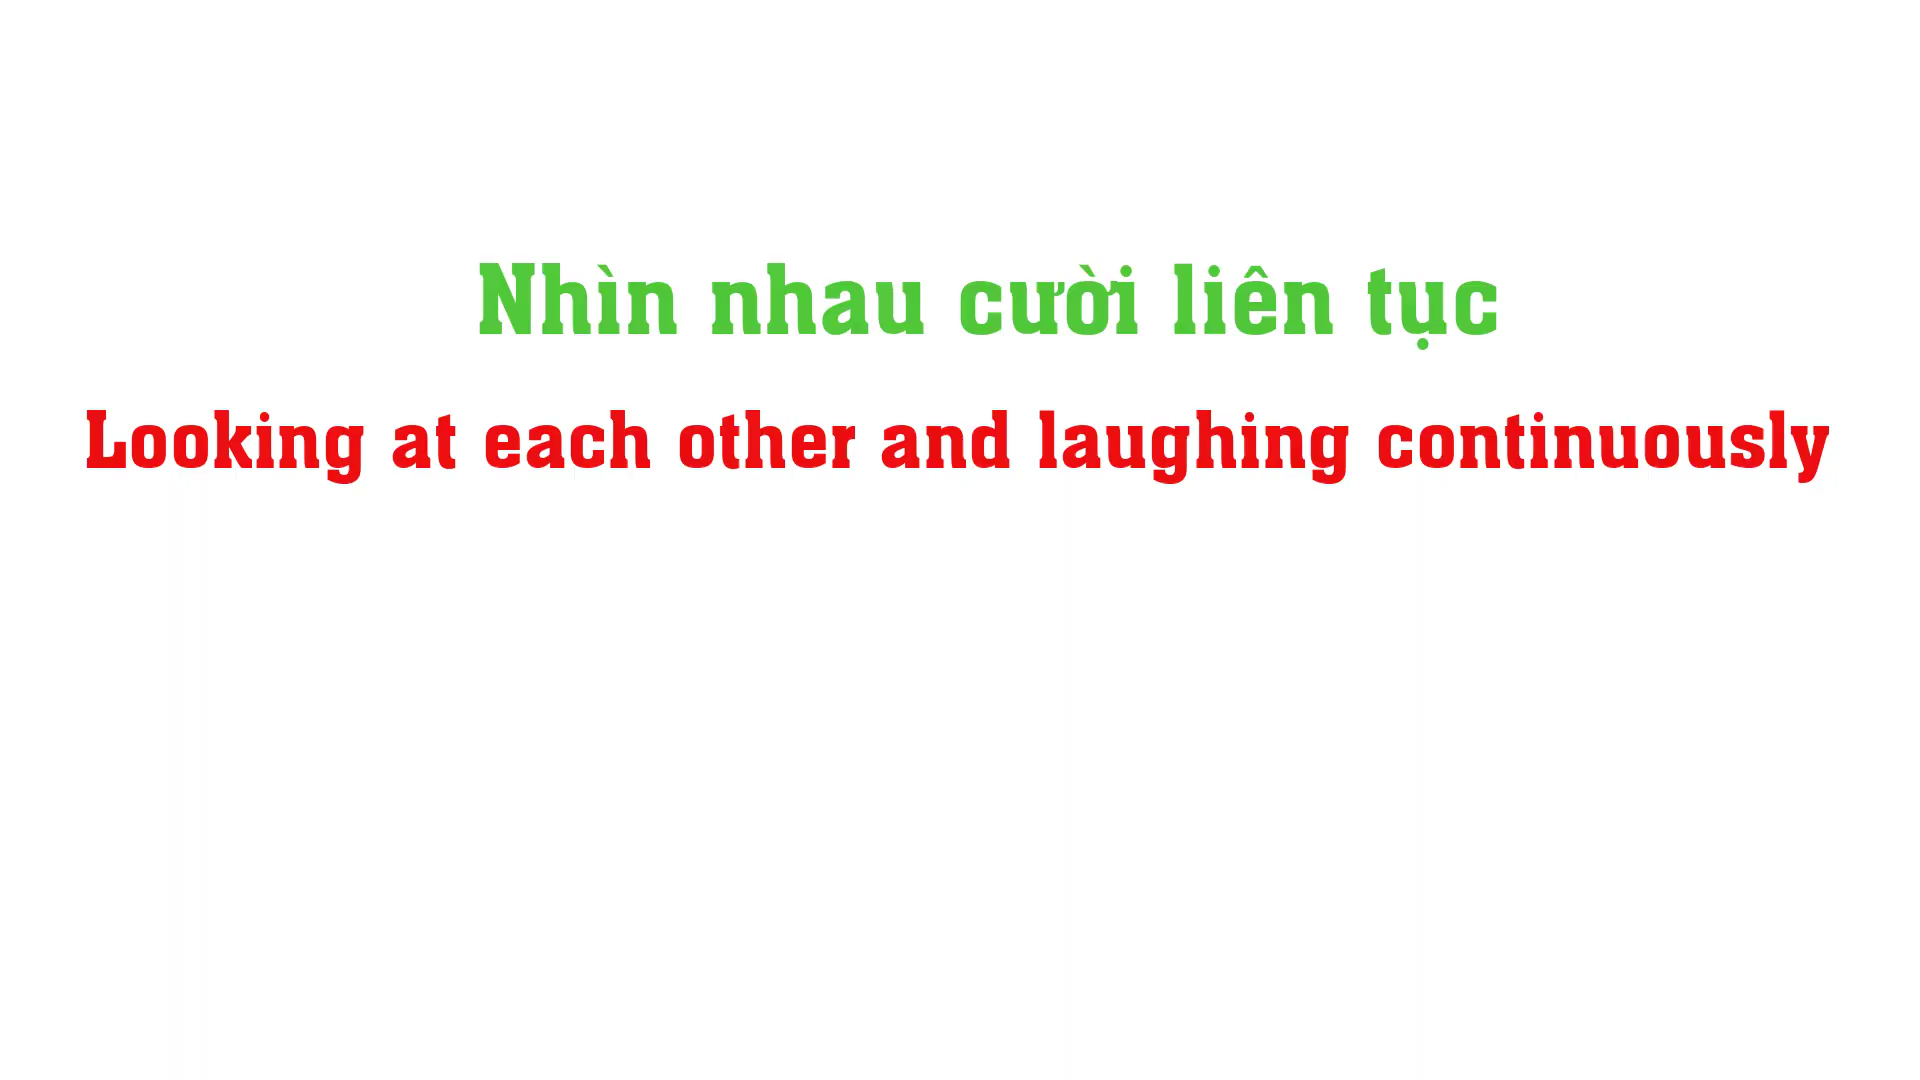 Nhìn nhau cười liên tục
Looking at each other and laughing continuously